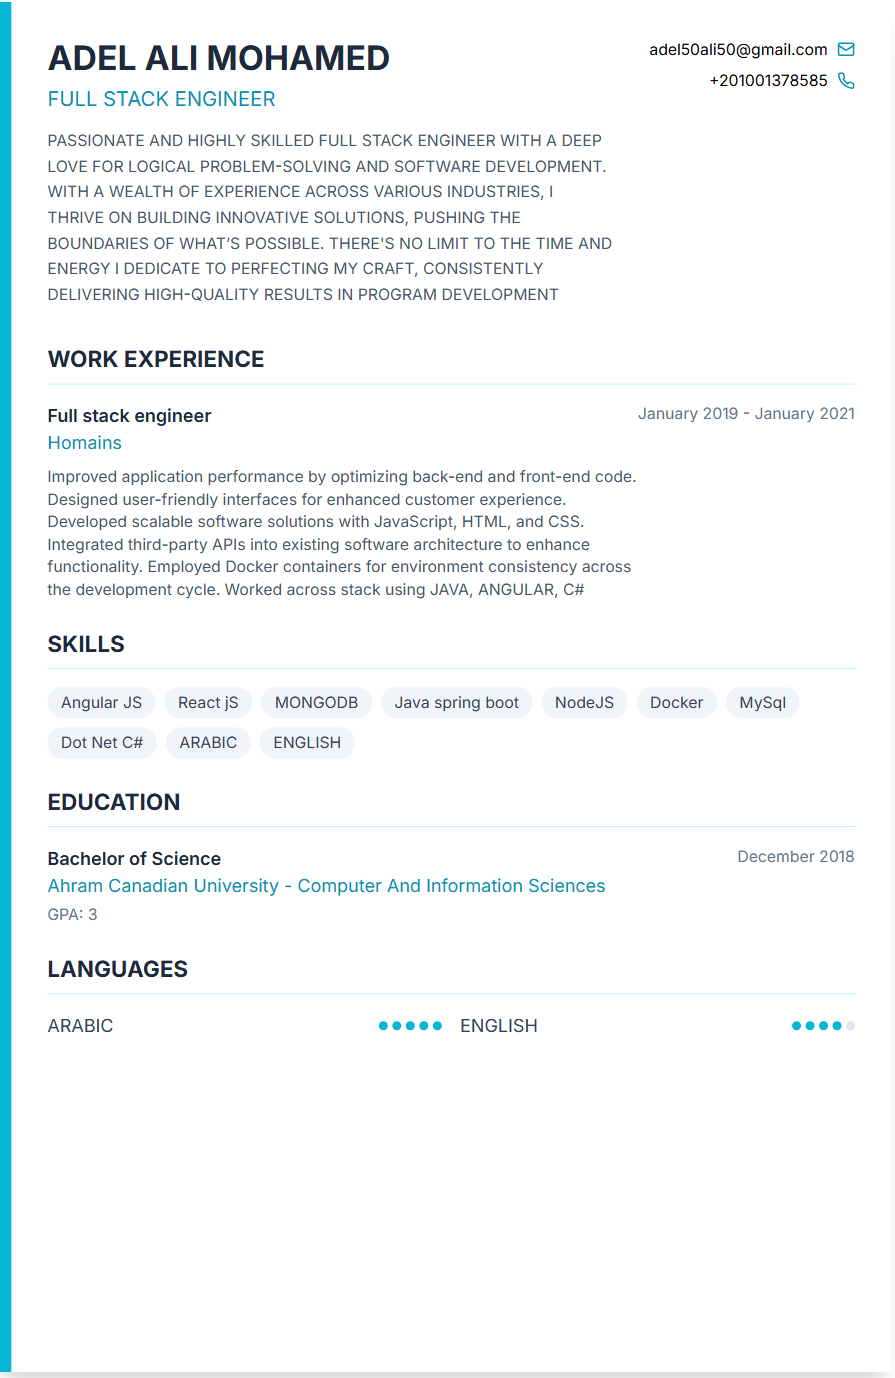 ADEL ALI MOHAMED
FULL STACK ENGINEER
adel50ali50@gmail.com
+201001378585
PASSIONATE AND HIGHLY SKILLED FULL STACK ENGINEER WITH A DEEP
LOVE FOR LOGICAL PROBLEM-SOLVING AND SOFTWARE DEVELOPMENT.
WITH A WEALTH OF EXPERIENCE ACROSS VARIOUS INDUSTRIES, I
THRIVE ON BUILDING INNOVATIVE SOLUTIONS, PUSHING THE
BOUNDARIES OF WHAT’S POSSIBLE. THERE'S NO LIMIT TO THE TIME AND
ENERGY I DEDICATE TO PERFECTING MY CRAFT, CONSISTENTLY
DELIVERING HIGH-QUALITY RESULTS IN PROGRAM DEVELOPMENT
WORK EXPERIENCE
Full stack engineer January 2019 - January 2021
Homains
Improved application performance by optimizing back-end and front-end code.
Designed user-friendly interfaces for enhanced customer experience.
Developed scalable software solutions with JavaScript, HTML, and CSS.
Integrated third-party APIs into existing software architecture to enhance
functionality. Employed Docker containers for environment consistency across
the development cycle. Worked across stack using JAVA, ANGULAR, C#
SKILLS
Angular JS React jS MONGODB Java spring boot NodeJS Docker MySql
Dot Net C# ARABIC ENGLISH
EDUCATION
Bachelor of Science December 2018
Ahram Canadian University - Computer And Information Sciences
GPA: 3
LANGUAGES
ARABIC ENGLISH